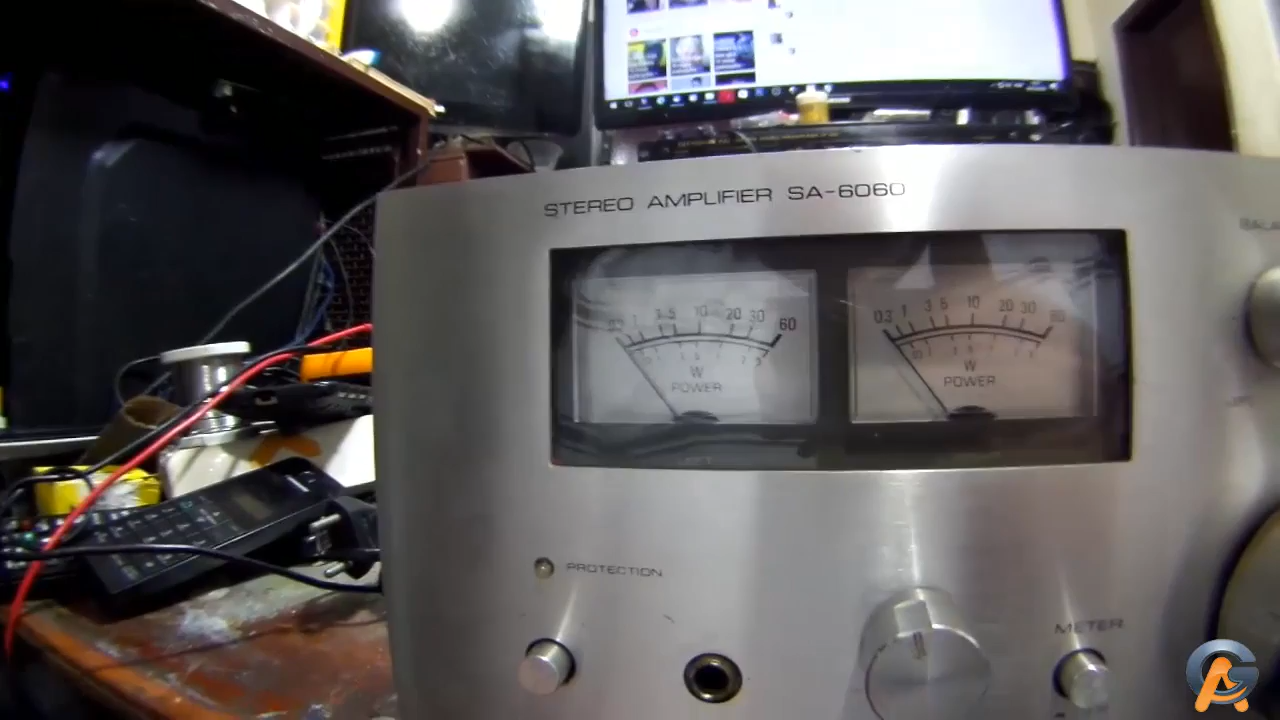 STEREO AMPLIFIER SA-6060
0.3 1 3 5 10 20 30 60
W
POWER
0.3 1 3 5 10 20 30 60
W
POWER
PROTECTION
METER